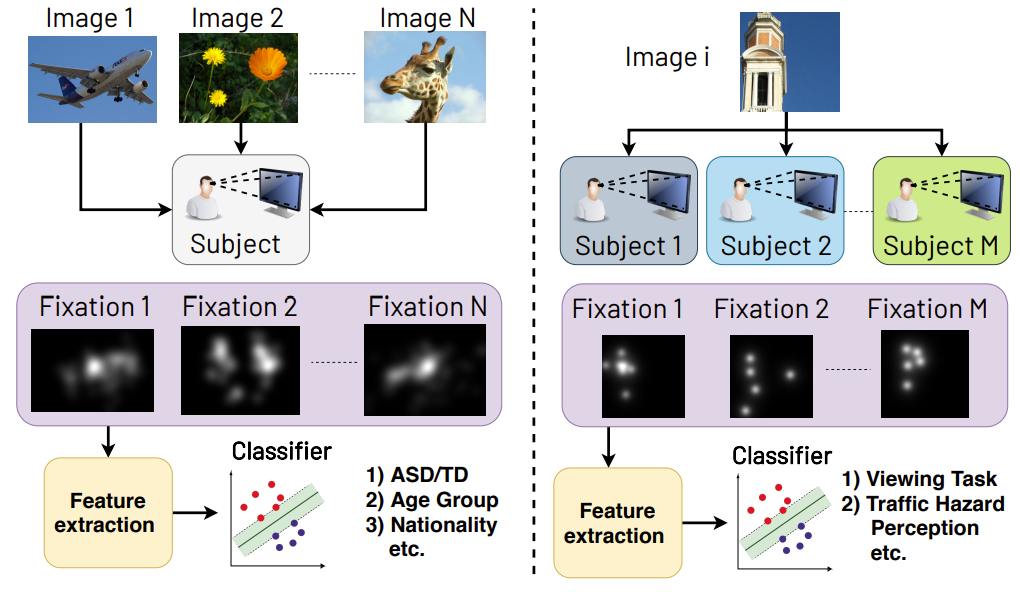 Image 1
Image 2
Image N
Subject
Fixation 1
Fixation 2
Fixation N
Feature
extraction
Classifier
1) ASD/TD
2) Age Group
3) Nationality
etc.
Image i
Subject 1
Subject 2
Subject M
Fixation 1
Fixation 2
Fixation M
Feature
extraction
Classifier
1) Viewing Task
2) Traffic Hazard
Perception
etc.